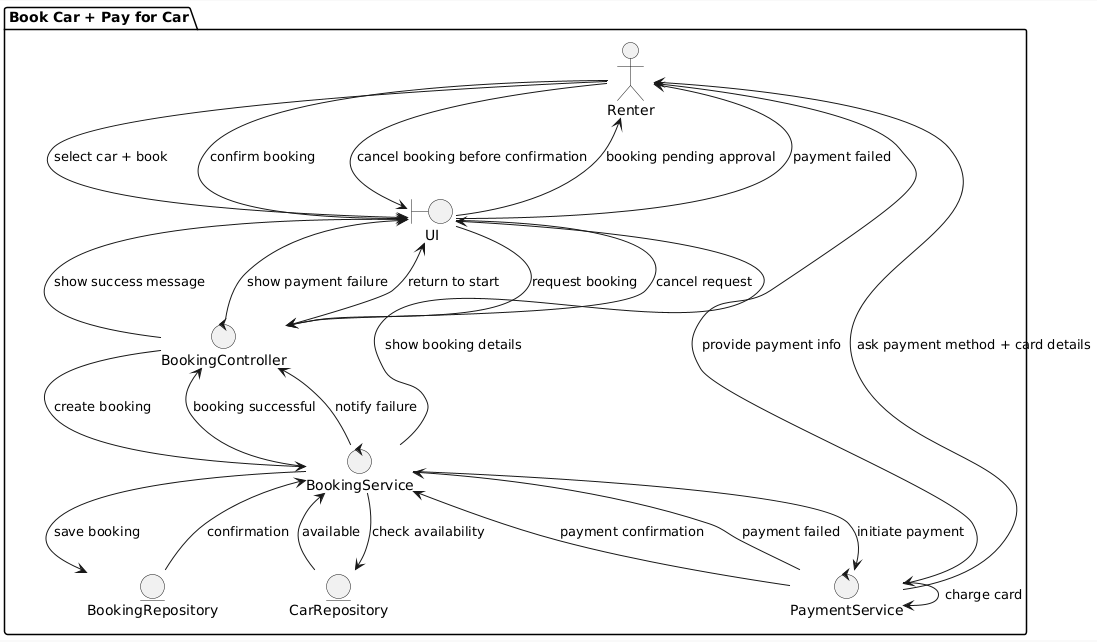 Book Car + Pay for Car
Renter
select car + book
confirm booking
cancel booking before confirmation
booking pending approval
payment failed
UI
show success message
show payment failure
return to start
request booking
cancel request
BookingController
show booking details
provide payment info
ask payment method + card details
create booking
booking successful
notify failure
BookingService
save booking
confirmation
available
check availability
payment confirmation
payment failed
initiate payment
BookingRepository
CarRepository
PaymentService
charge card